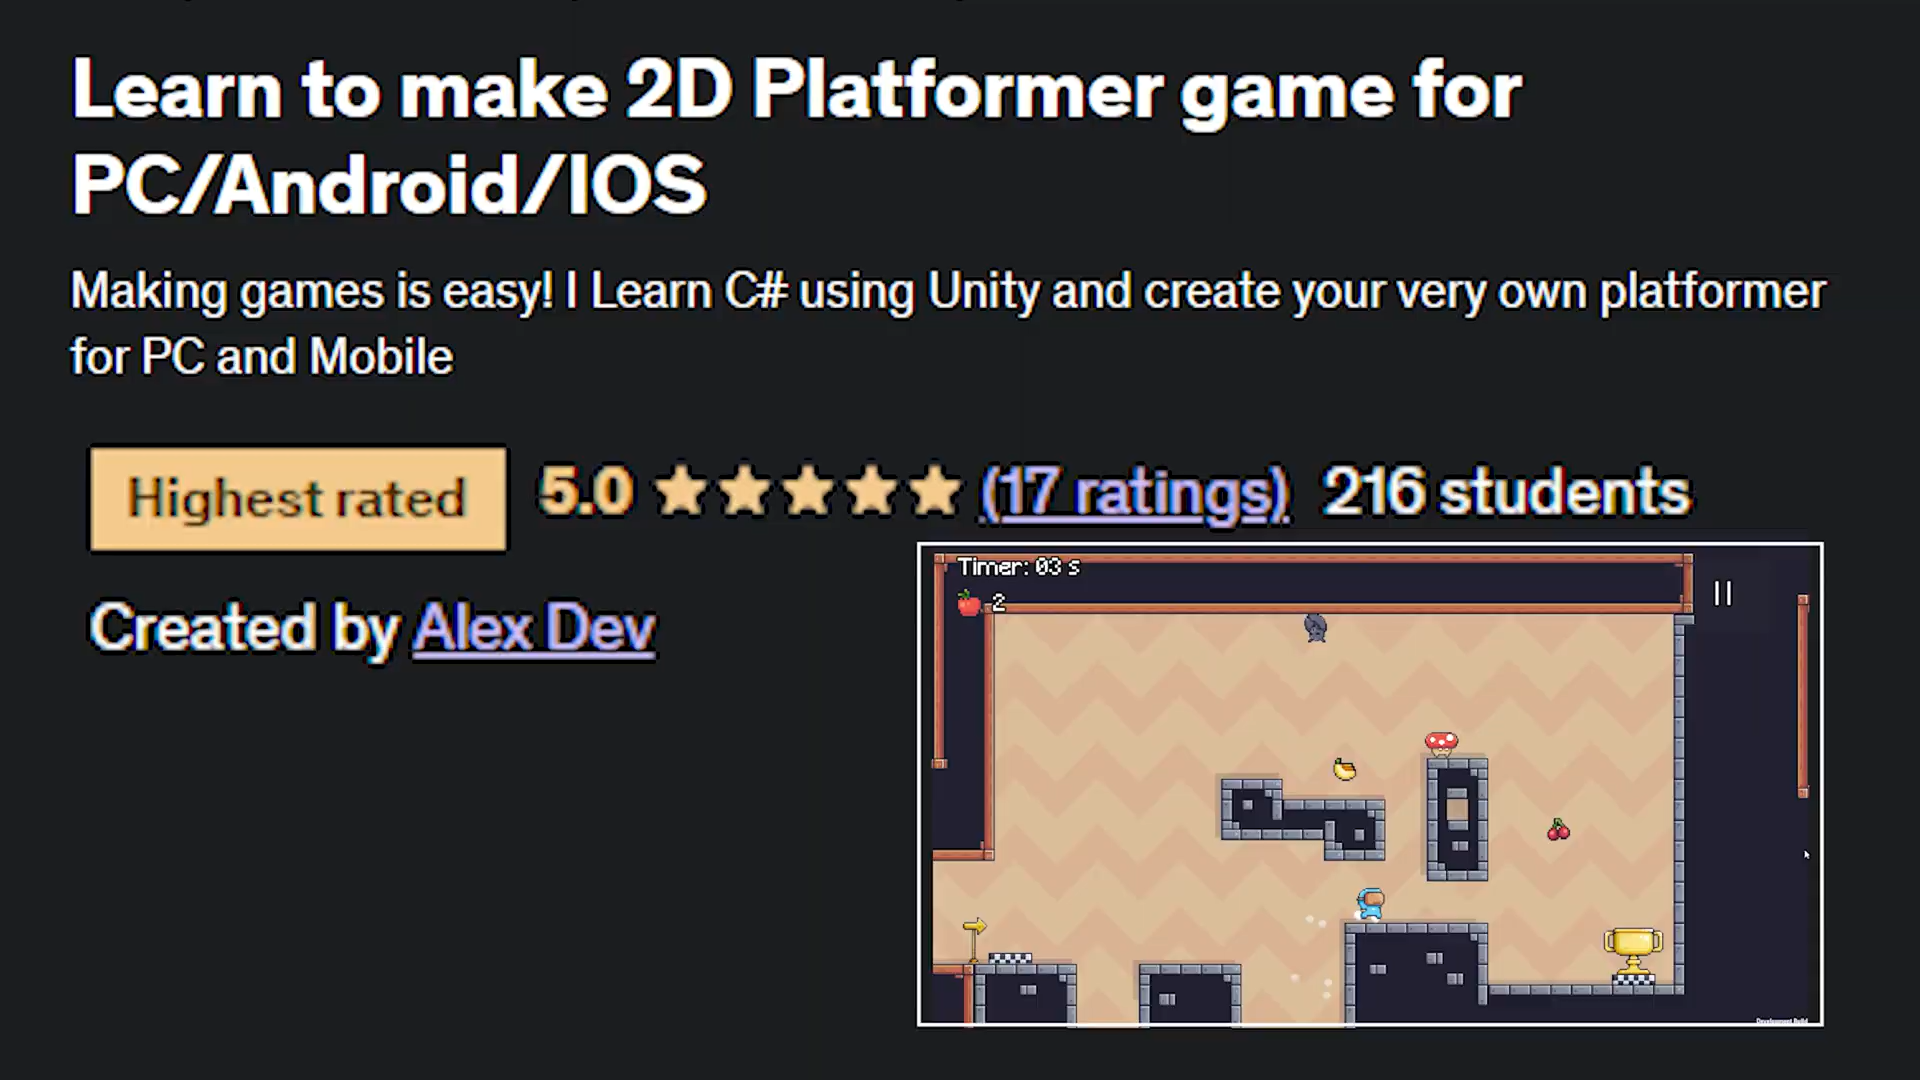 Learn to make 2D Platformer game for
PC/Android/IOS
Making games is easy! I Learn C# using Unity and create your very own platformer
for PC and Mobile
Highest rated 5.0 (17 ratings) 216 students
Created by Alex Dev
Timer: 03 s
2
Development Build